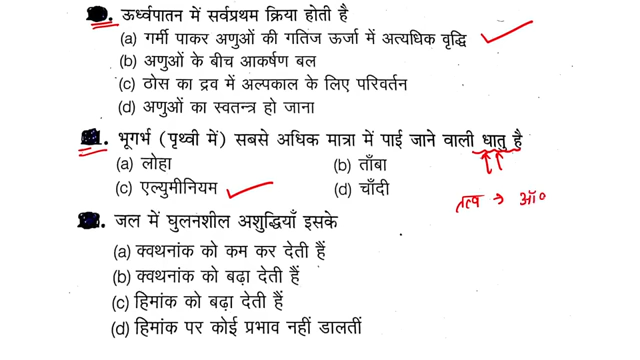 ऊर्ध्वपातन में सर्वप्रथम क्रिया होती है
(a) गर्मी पाकर अणुओं की गतिज ऊर्जा में अत्यधिक वृद्धि
(b) अणुओं के बीच आकर्षण बल
(c) ठोस का द्रव में अल्पकाल के लिए परिवर्तन
(d) अणुओं का स्वतन्त्र हो जाना
भूगर्भ (पृथ्वी में) सबसे अधिक मात्रा में पाई जाने वाली धातु है
(a) लोहा (b) ताँबा
(c) एल्युमीनियम (d) चाँदी
तत्व → ऑ०
जल में घुलनशील अशुद्धियाँ इसके
(a) क्वथनांक को कम कर देती हैं
(b) क्वथनांक को बढ़ा देती हैं
(c) हिमांक को बढ़ा देती हैं
(d) हिमांक पर कोई प्रभाव नहीं डालतीं